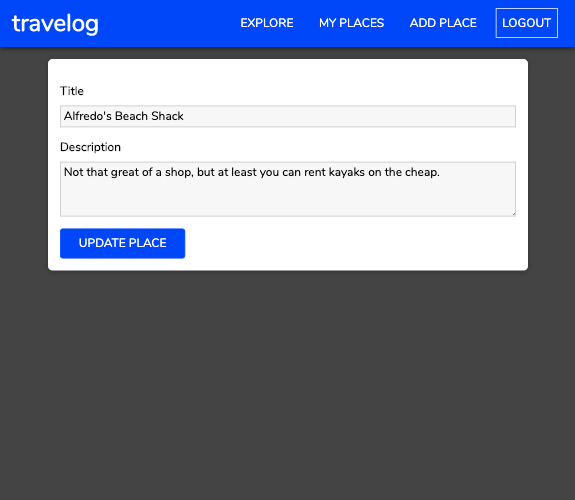 travelog
EXPLORE MY PLACES ADD PLACE LOGOUT
Title
Alfredo's Beach Shack
Description
Not that great of a shop, but at least you can rent kayaks on the cheap.
UPDATE PLACE